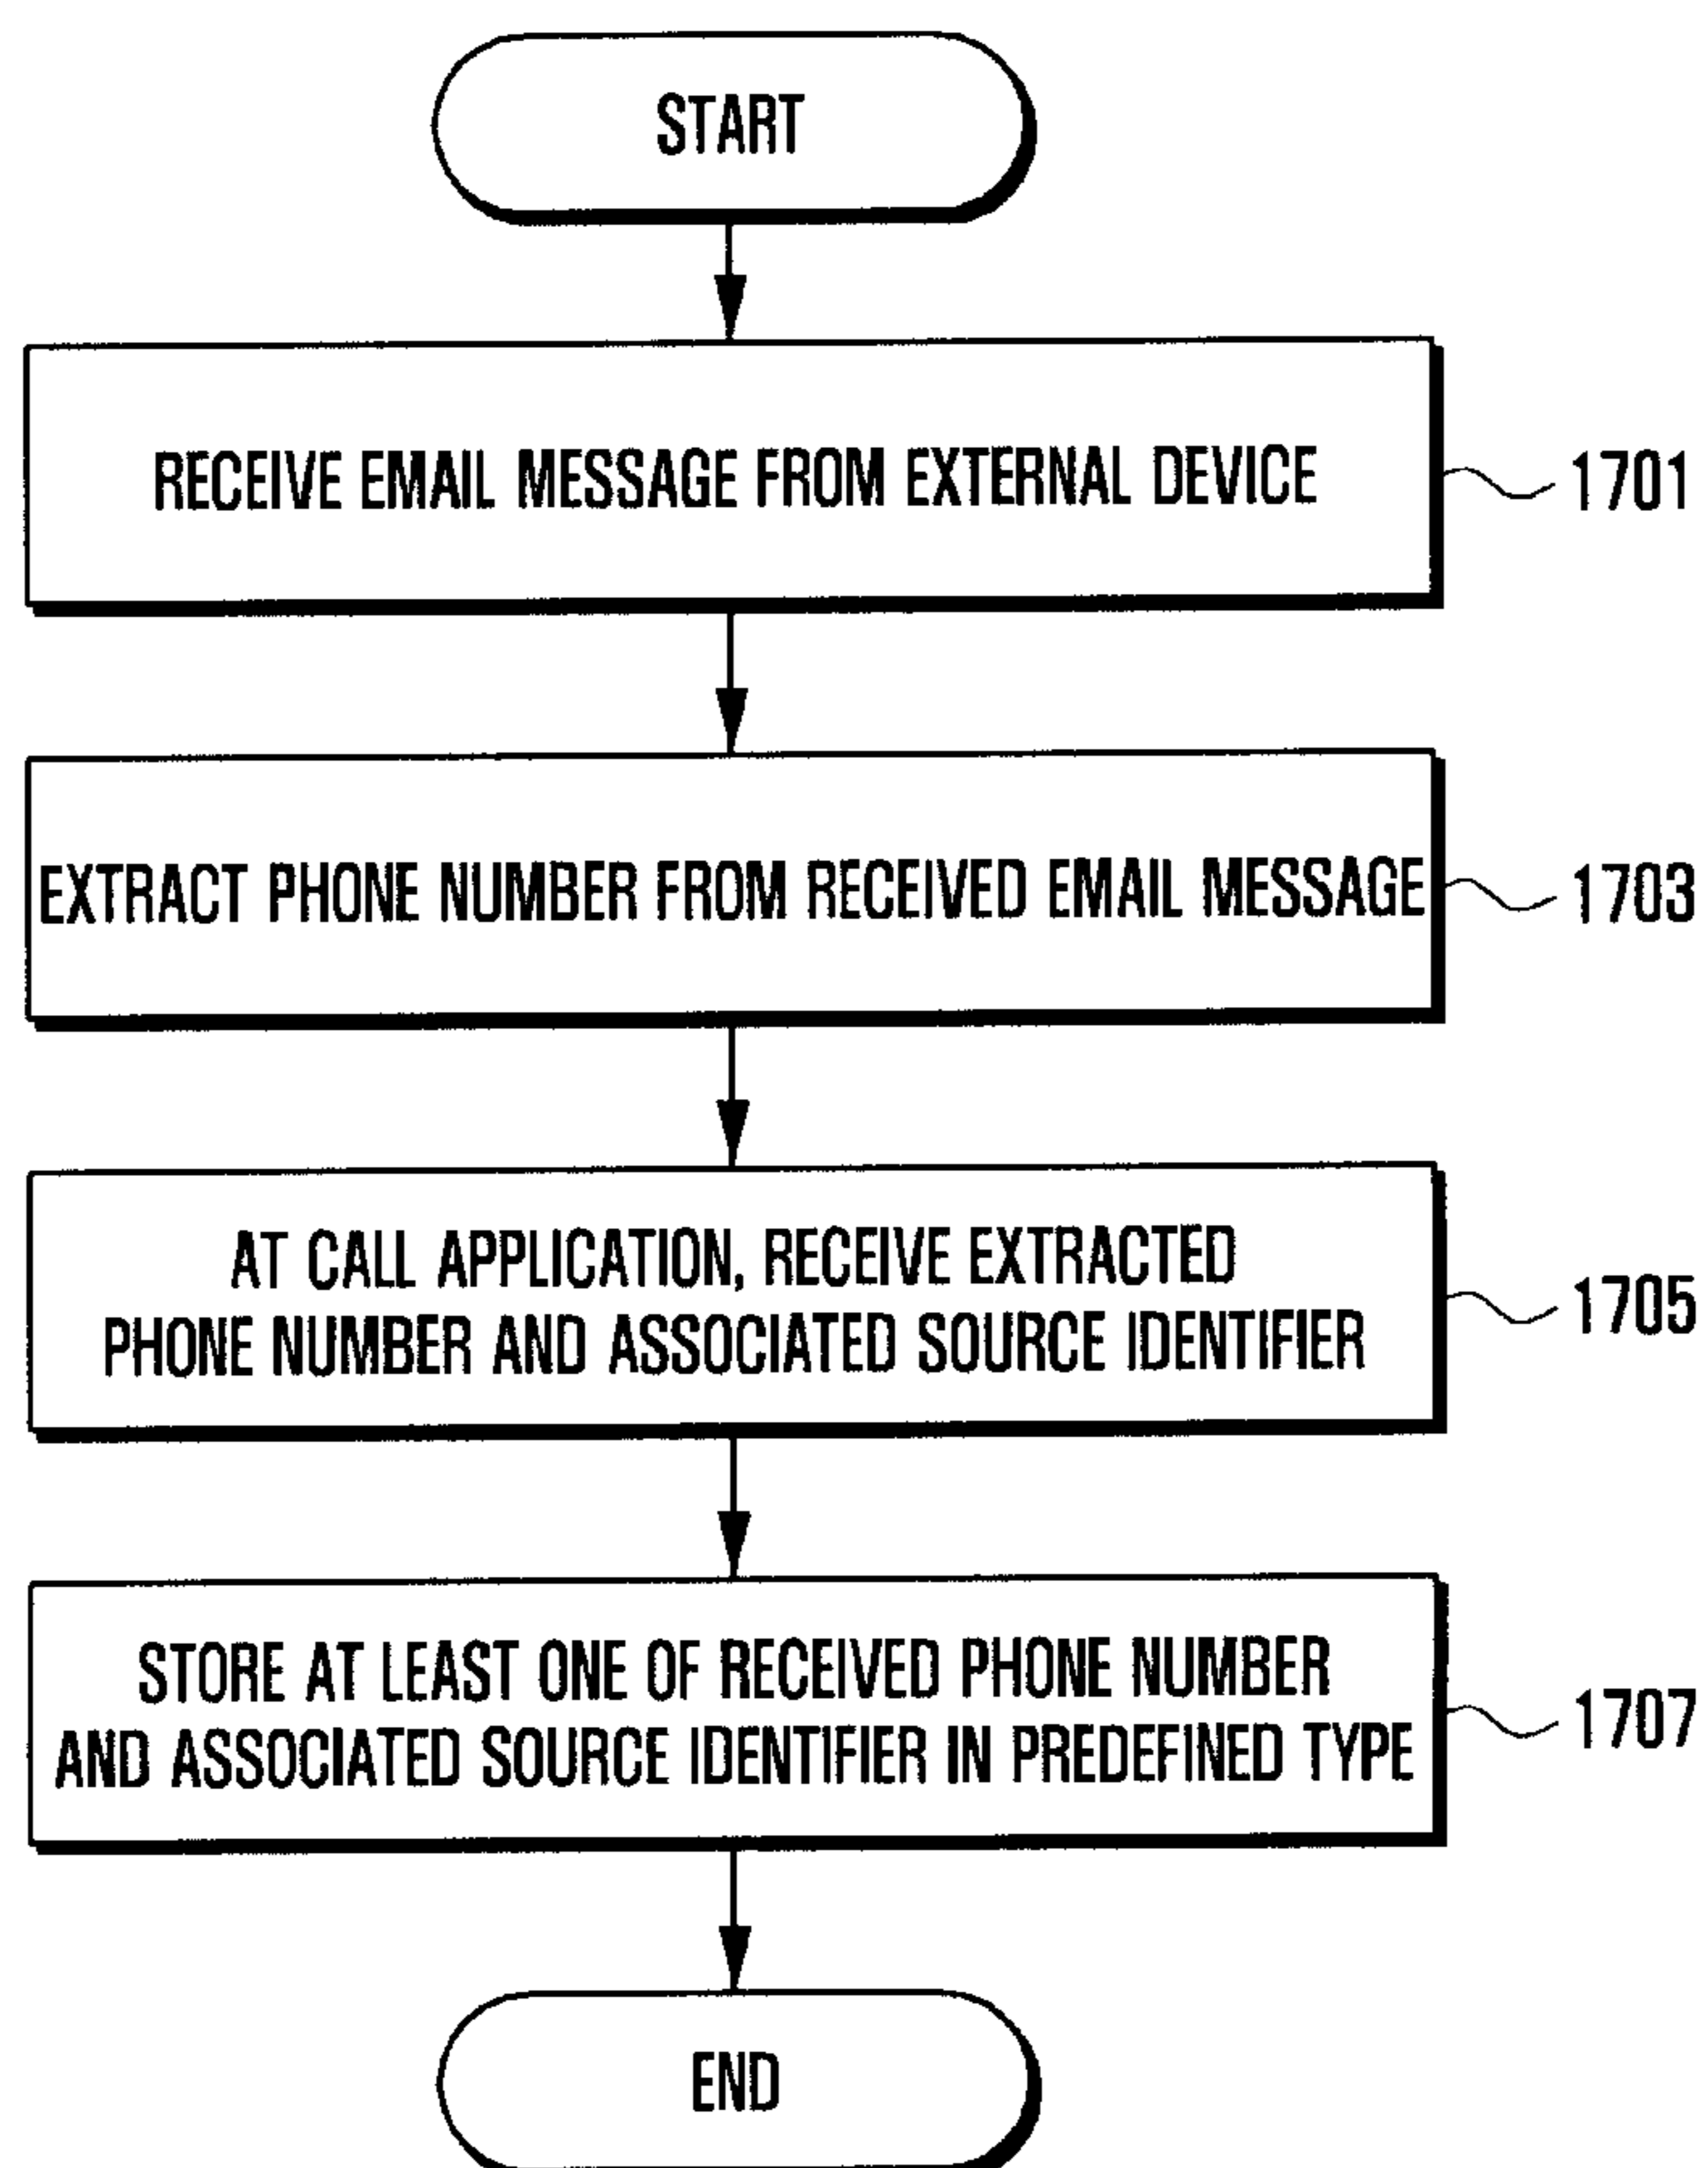 START
RECEIVE EMAIL MESSAGE FROM EXTERNAL DEVICE
1701
EXTRACT PHONE NUMBER FROM RECEIVED EMAIL MESSAGE
1703
AT CALL APPLICATION, RECEIVE EXTRACTED
PHONE NUMBER AND ASSOCIATED SOURCE IDENTIFIER
1705
STORE AT LEAST ONE OF RECEIVED PHONE NUMBER
AND ASSOCIATED SOURCE IDENTIFIER IN PREDEFINED TYPE
1707
END